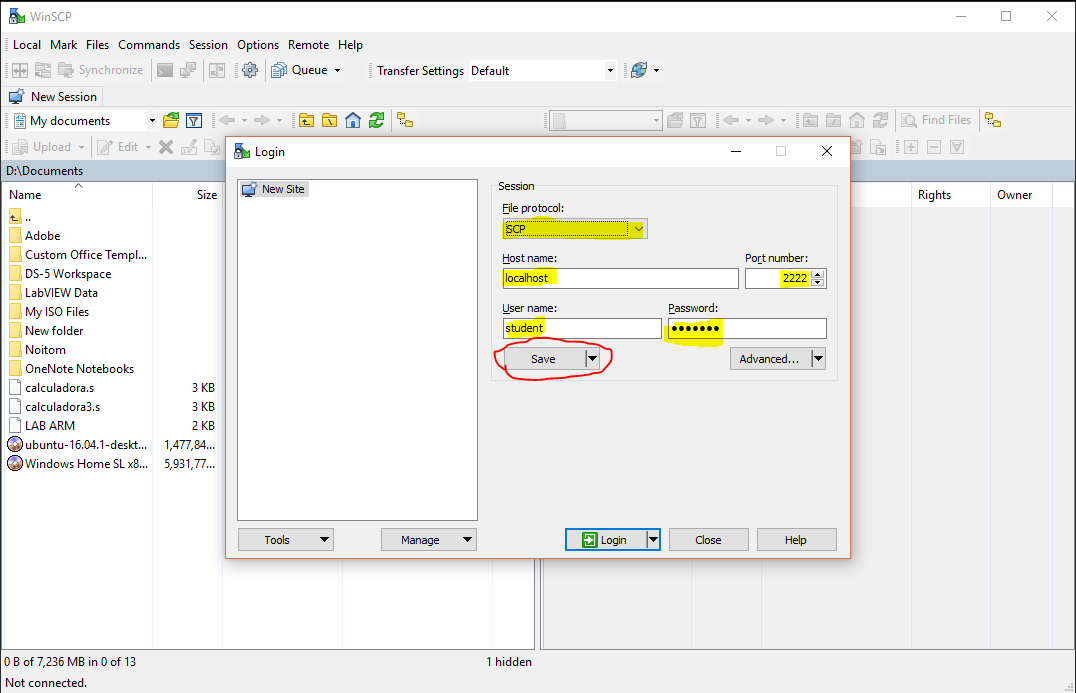 WinSCP
Local Mark Files Commands Session Options Remote Help
Synchronize Queue Transfer Settings Default
New Session
My documents Find Files
Upload Edit
D:\Documents
Name Size Rights Owner
..
Adobe
Custom Office Templ...
DS-5 Workspace
LabVIEW Data
My ISO Files
New folder
Noitom
OneNote Notebooks
calculadora.s 3 KB
calculadora3.s 3 KB
LAB ARM 2 KB
ubuntu-16.04.1-deskt... 1,477,84...
Windows Home SL x8... 5,931,77...
Login
New Site
Session
File protocol:
SCP
Host name: Port number:
localhost 2222
User name: Password:
student •••••••
Save Advanced...
Tools Manage Login Close Help
0 B of 7,236 MB in 0 of 13 1 hidden
Not connected.